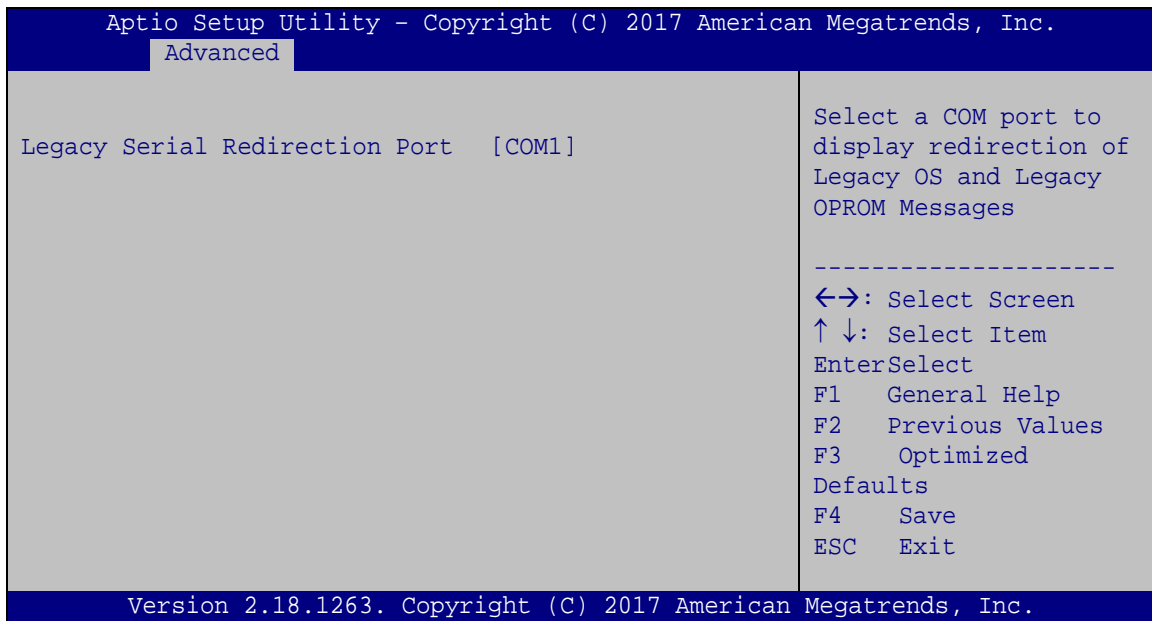 Aptio Setup Utility – Copyright (C) 2017 American Megatrends, Inc.
Advanced
Legacy Serial Redirection Port [COM1]
Select a COM port to
display redirection of
Legacy OS and Legacy
OPROM Messages
---------------------
←→: Select Screen
↑ ↓: Select Item
EnterSelect
F1 General Help
F2 Previous Values
F3 Optimized
Defaults
F4 Save
ESC Exit
Version 2.18.1263. Copyright (C) 2017 American Megatrends, Inc.